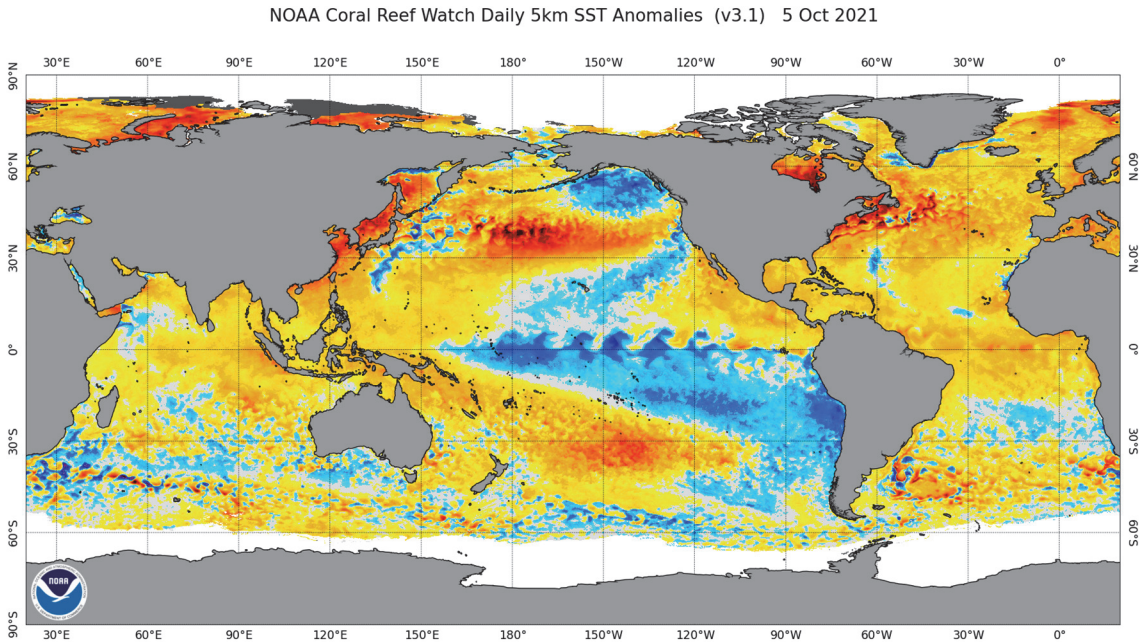 NOAA Coral Reef Watch Daily 5km SST Anomalies (v3.1) 5 Oct 2021
30°E 60°E 90°E 120°E 150°E 180° 150°W 120°W 90°W 60°W 30°W 0°
90°N 
60°N 60°N
30°N 30°N
0° 0°
30°S 30°S
60°S 60°S
90°S
NOAA
30°E 60°E 90°E 120°E 150°E 180° 150°W 120°W 90°W 60°W 30°W 0°